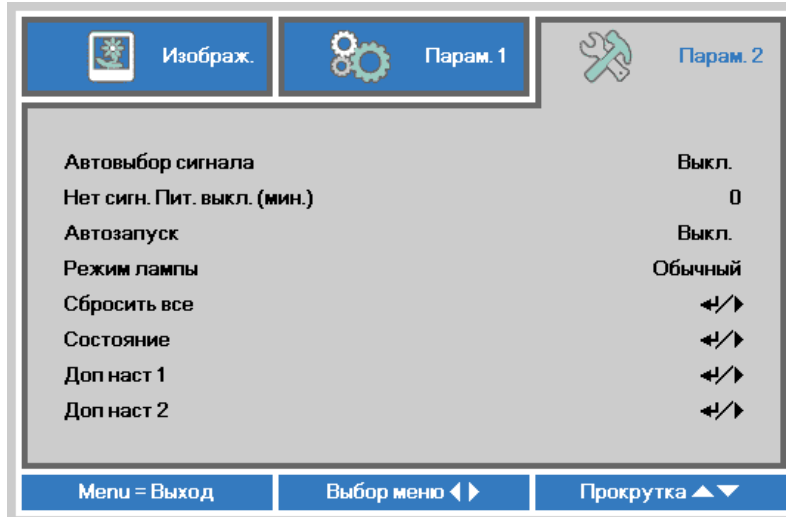 Изображ. Парам. 1 Парам. 2
Автовыбор сигнала Выкл.
Нет сигн. Пит. выкл. (мин.) 0
Автозапуск Выкл.
Режим лампы Обычный
Сбросить все ↵/▶
Состояние ↵/▶
Доп наст 1 ↵/▶
Доп наст 2 ↵/▶
Menu = Выход Выбор меню ◀▶ Прокрутка ▲▼